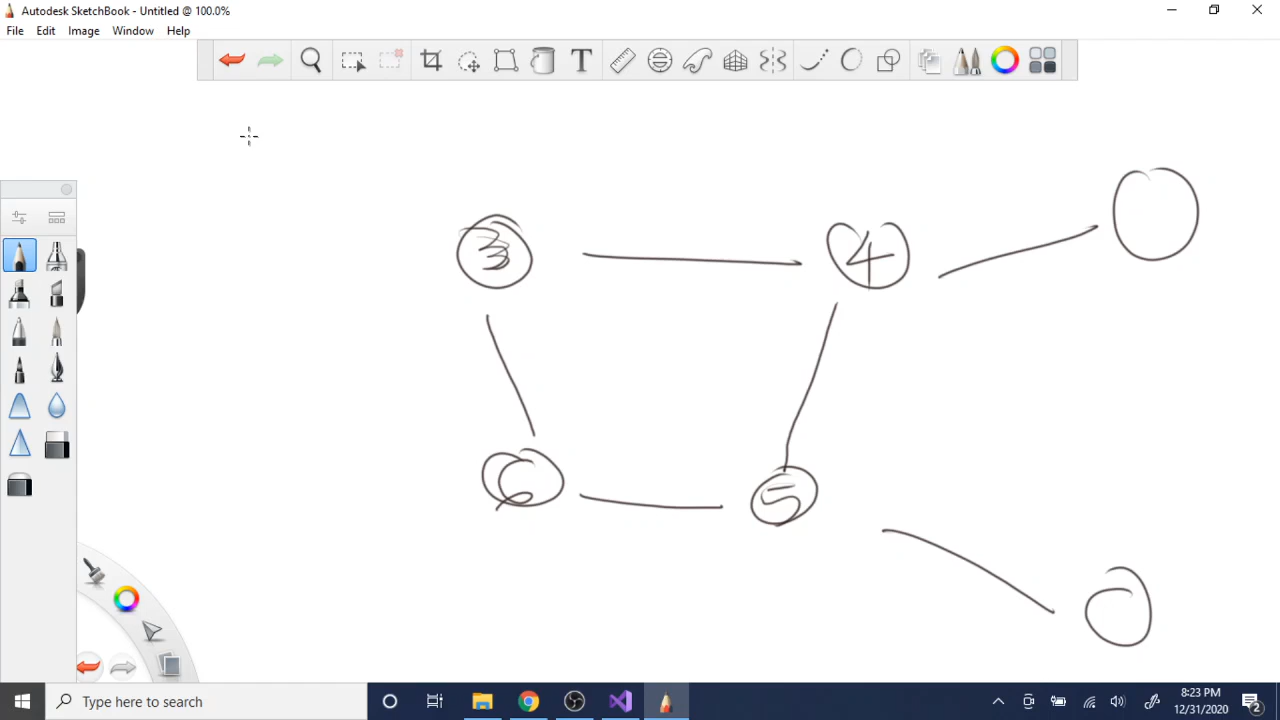 Autodesk SketchBook - Untitled @ 100.0%
File Edit Image Window Help
T
3
4
6
5
Type here to search
8:23 PM
12/31/2020
2